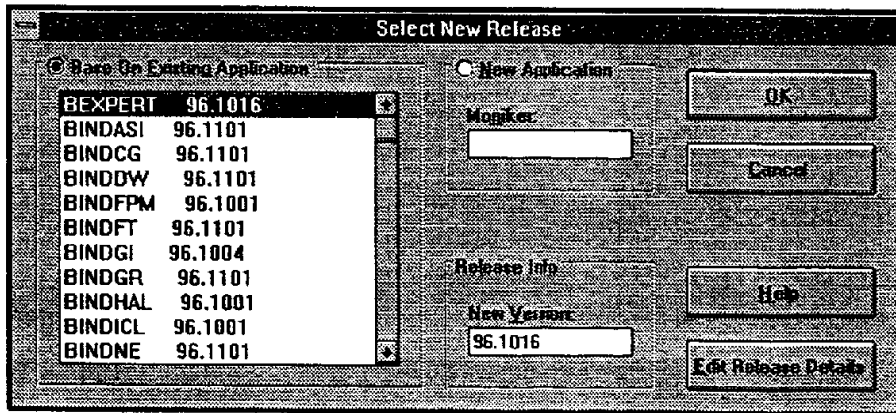 Select New Release
Base On Existing Application
BEXPERT 96.1016
BINDASI 96.1101
BINDCG 96.1101
BINDDW 96.1101
BINDFPM 96.1001
BINDFT 96.1101
BINDGI 96.1004
BINDGR 96.1101
BINDHAL 96.1001
BINDICL 96.1001
BINDNE 96.1101
New Application
Moniker:
Release Info
New Version:
96.1016
OK
Cancel
Help
Edit Release Details